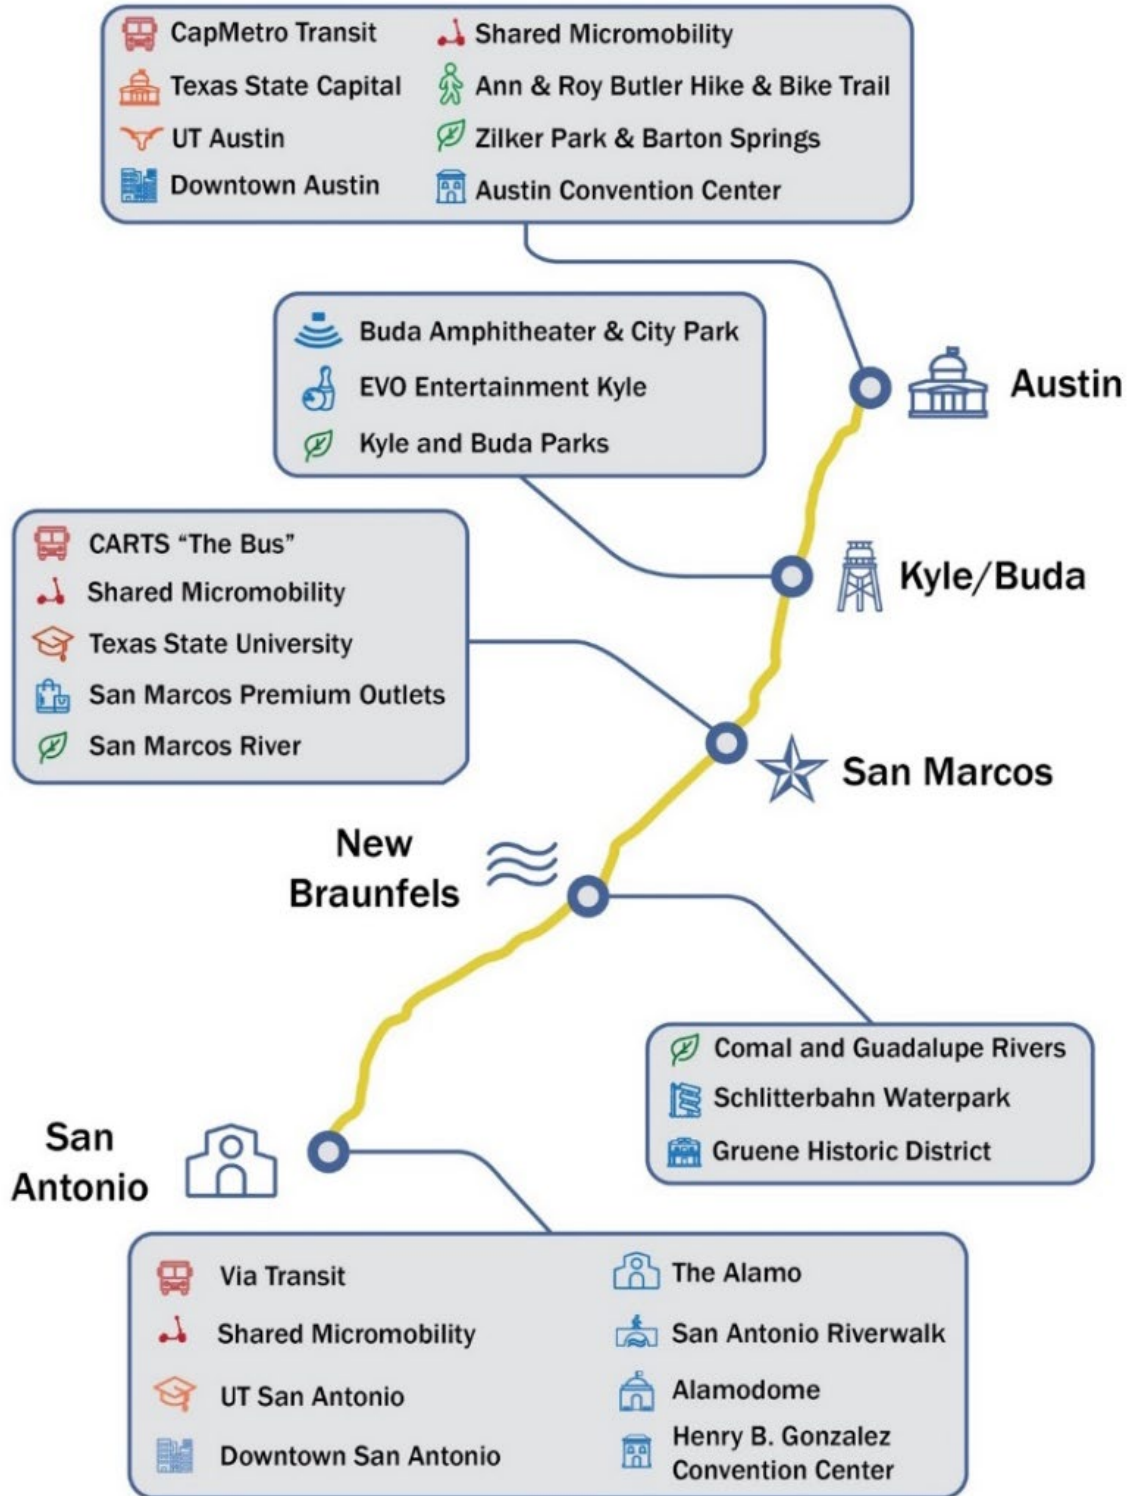 CapMetro Transit
Texas State Capital
UT Austin
Downtown Austin
Shared Micromobility
Ann & Roy Butler Hike & Bike Trail
Zilker Park & Barton Springs
Austin Convention Center
Buda Amphitheater & City Park
EVO Entertainment Kyle
Kyle and Buda Parks
Austin
Kyle/Buda
CARTS “The Bus”
Shared Micromobility
Texas State University
San Marcos Premium Outlets
San Marcos River
San Marcos
New
Braunfels
Comal and Guadalupe Rivers
Schlitterbahn Waterpark
Gruene Historic District
San
Antonio
Via Transit
Shared Micromobility
UT San Antonio
Downtown San Antonio
The Alamo
San Antonio Riverwalk
Alamodome
Henry B. Gonzalez
Convention Center